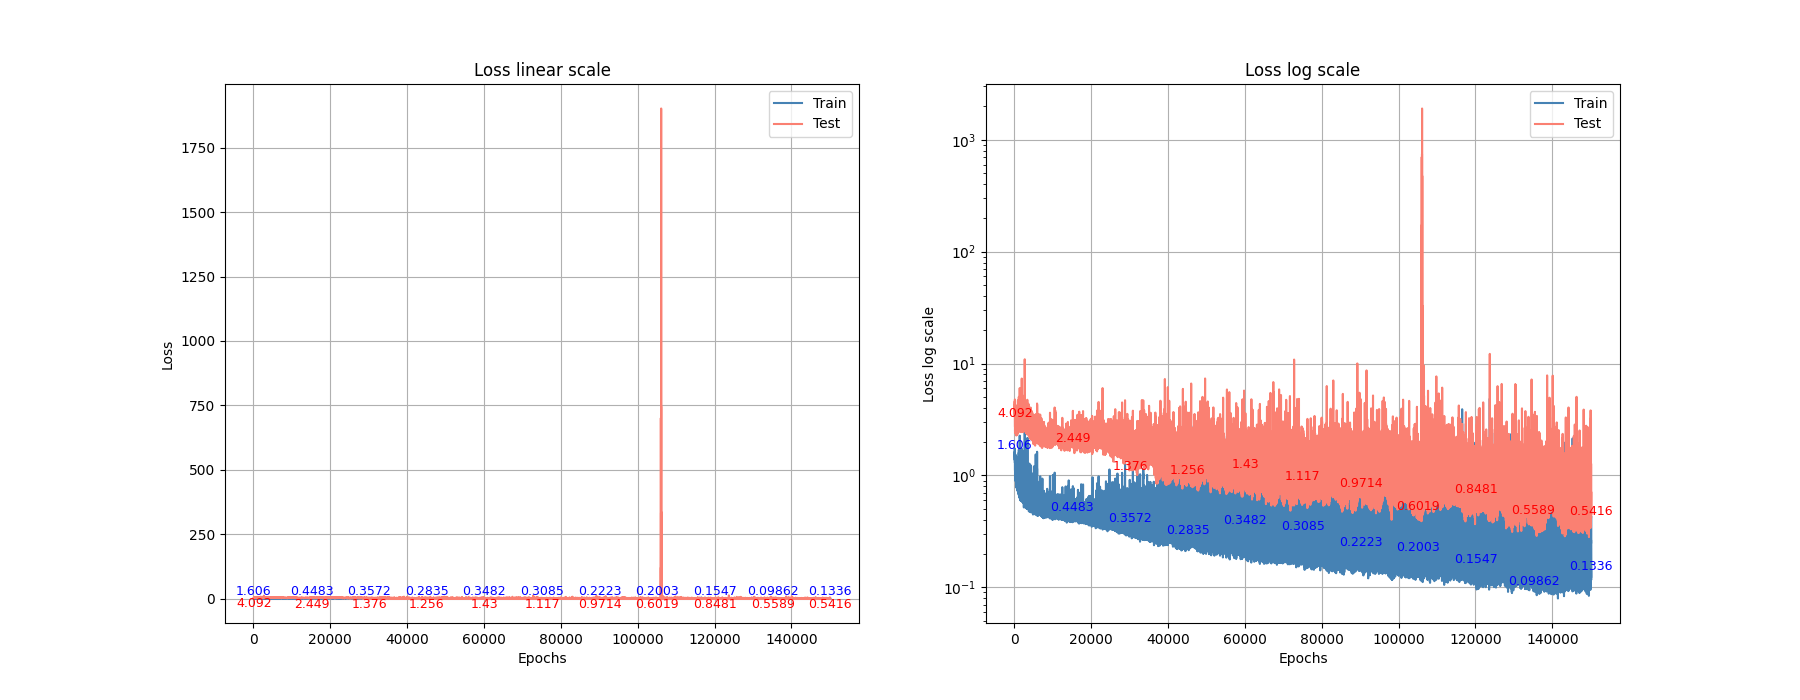 Loss linear scale
Train
Test
1750
1500
1250
1000
750
500
250
0
Loss
1.606 0.4483 0.3572 0.2835 0.3482 0.3085 0.2223 0.2003 0.1547 0.09862 0.1336
4.092 2.449 1.376 1.256 1.43 1.117 0.9714 0.6019 0.8481 0.5589 0.5416
0 20000 40000 60000 80000 100000 120000 140000
Epochs
Loss log scale
Train
Test
10³
10²
10¹
10⁰
10⁻¹
Loss log scale
4.092 2.449 1.376 1.256 1.43 1.117 0.9714 0.6019 0.8481 0.5589 0.5416
1.606 0.4483 0.3572 0.2835 0.3482 0.3085 0.2223 0.2003 0.1547 0.09862 0.1336
0 20000 40000 60000 80000 100000 120000 140000
Epochs